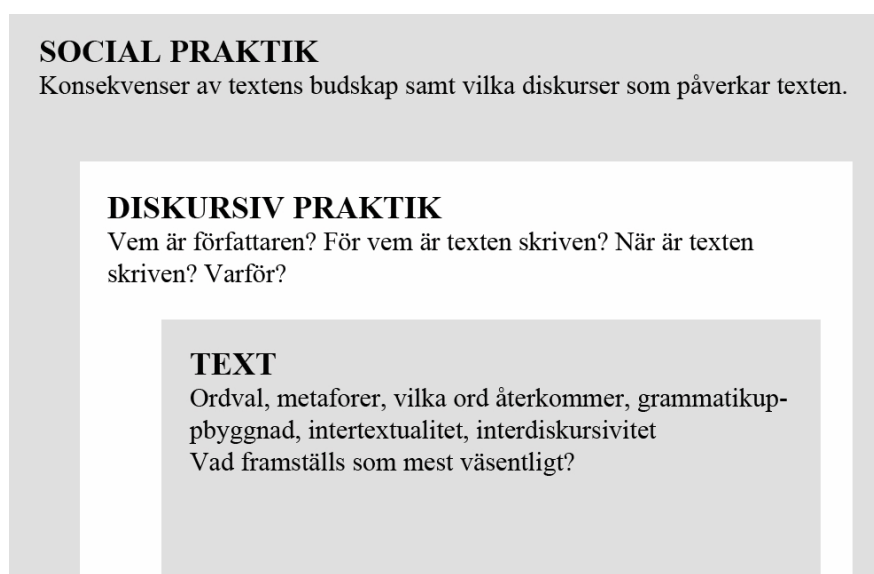 SOCIAL PRAKTIK
Konsekvenser av textens budskap samt vilka diskurser som påverkar texten.
DISKURSIV PRAKTIK
Vem är författaren? För vem är texten skriven? När är texten
skriven? Varför?
TEXT
Ordval, metaforer, vilka ord återkommer, grammatikup-
pbyggnad, intertextualitet, interdiskursivitet
Vad framställs som mest väsentligt?